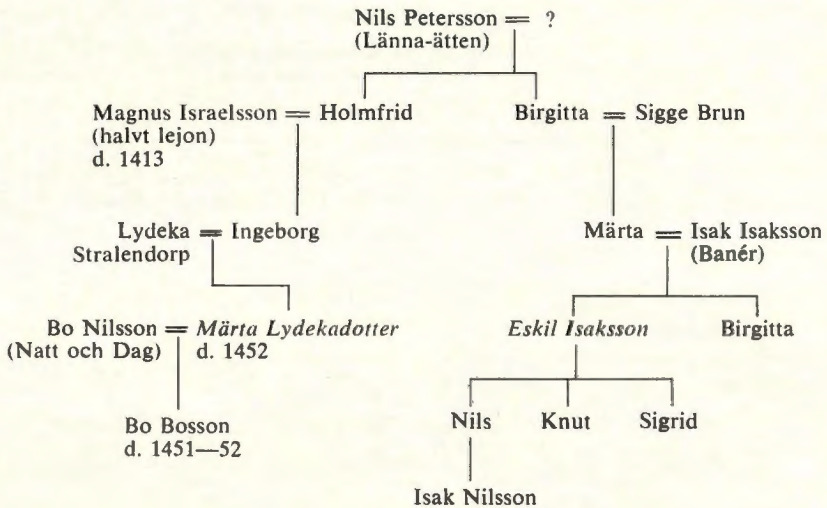 Nils Petersson = ?
(Länna-ätten)
Magnus Israelsson = Holmfrid
(halvt lejon)
d. 1413
Birgitta = Sigge Brun
Lydeka = Ingeborg
Stralendorp
Märta = Isak Isaksson
(Banér)
Bo Nilsson = Märta Lydekadotter
(Natt och Dag) d. 1452
Eskil Isaksson
Birgitta
Bo Bosson
d. 1451—52
Nils
Knut
Sigrid
Isak Nilsson